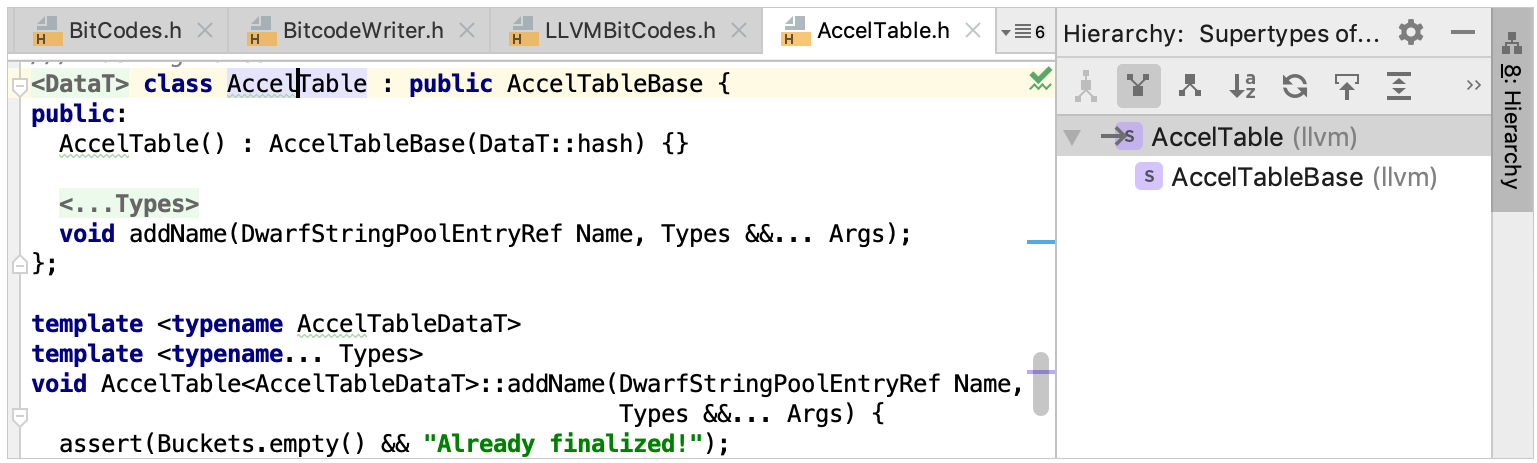 BitCodes.h BitcodeWriter.h LLVMBitCodes.h AccelTable.h 6
<DataT> class AccelTable : public AccelTableBase {
public:
AccelTable() : AccelTableBase(DataT::hash) {}
<...Types>
void addName(DwarfStringPoolEntryRef Name, Types &&... Args);
};
template <typename AccelTableDataT>
template <typename... Types>
void AccelTable<AccelTableDataT>::addName(DwarfStringPoolEntryRef Name,
Types &&... Args) {
assert(Buckets.empty() && "Already finalized!");
Hierarchy: Supertypes of...
AccelTable (llvm)
AccelTableBase (llvm)
8: Hierarchy